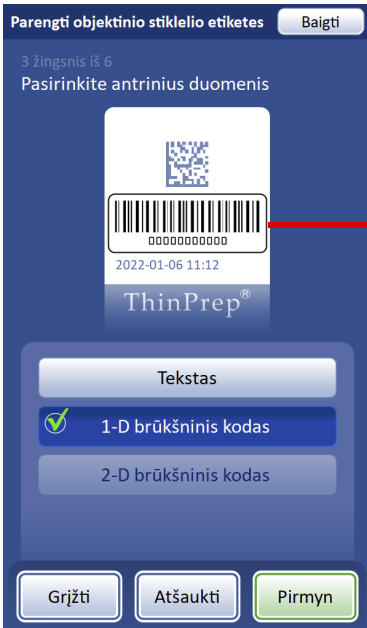 Parengti objektinio stiklelio etiketes
Baigti
3 žingsnis iš 6
Pasirinkite antrinius duomenis
00000000000
2022-01-06 11:12
ThinPrep®
Tekstas
1-D brūkšninis kodas
2-D brūkšninis kodas
Grįžti
Atšaukti
Pirmyn